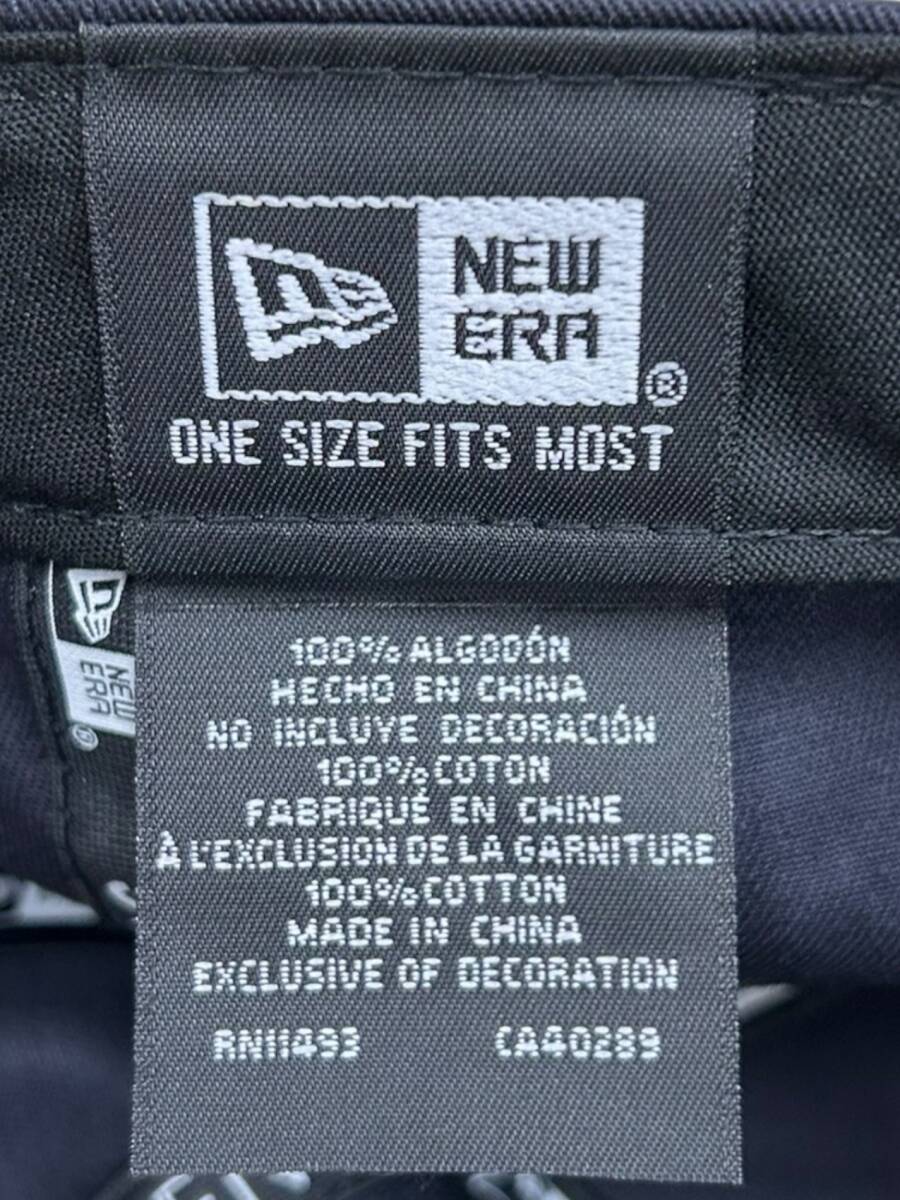 NEW
ERA
®
ONE SIZE FITS MOST
NEW
ERA
100% ALGODÓN
HECHO EN CHINA
NO INCLUYE DECORACIÓN
100% COTON
FABRIQUÉ EN CHINE
À L'EXCLUSION DE LA GARNITURE
100% COTTON
MADE IN CHINA
EXCLUSIVE OF DECORATION
RN11493 CA40289